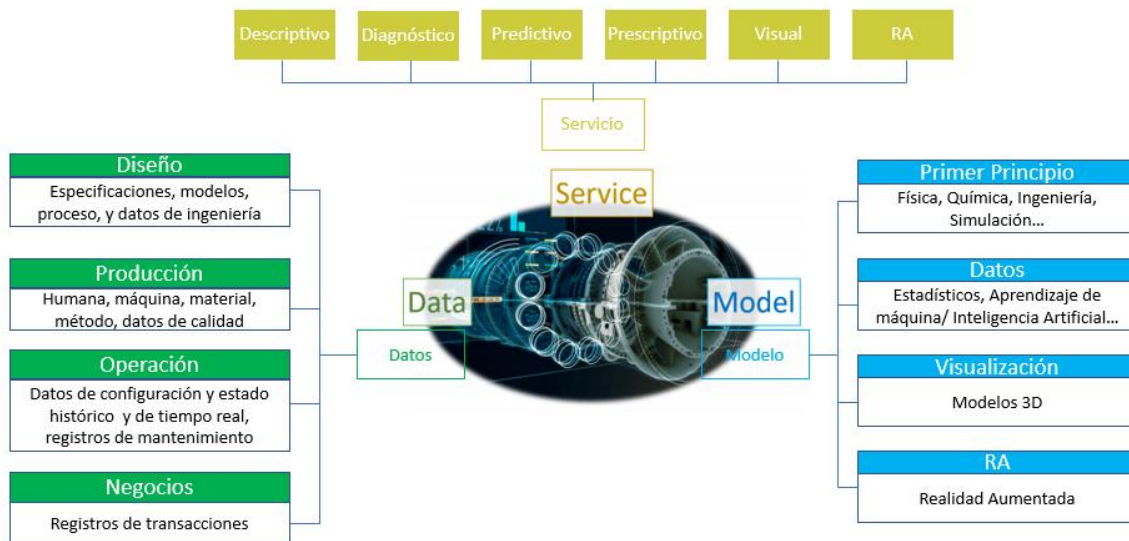 Descriptivo
Diagnóstico
Predictivo
Prescriptivo
Visual
RA
Servicio
Service
Diseño
Especificaciones, modelos,
proceso, y datos de ingeniería
Producción
Humana, máquina, material,
método, datos de calidad
Operación
Datos de configuración y estado
histórico y de tiempo real,
registros de mantenimiento
Negocios
Registros de transacciones
Data
Datos
Model
Modelo
Primer Principio
Física, Química, Ingeniería,
Simulación...
Datos
Estadísticos, Aprendizaje de
máquina/ Inteligencia Artificial...
Visualización
Modelos 3D
RA
Realidad Aumentada